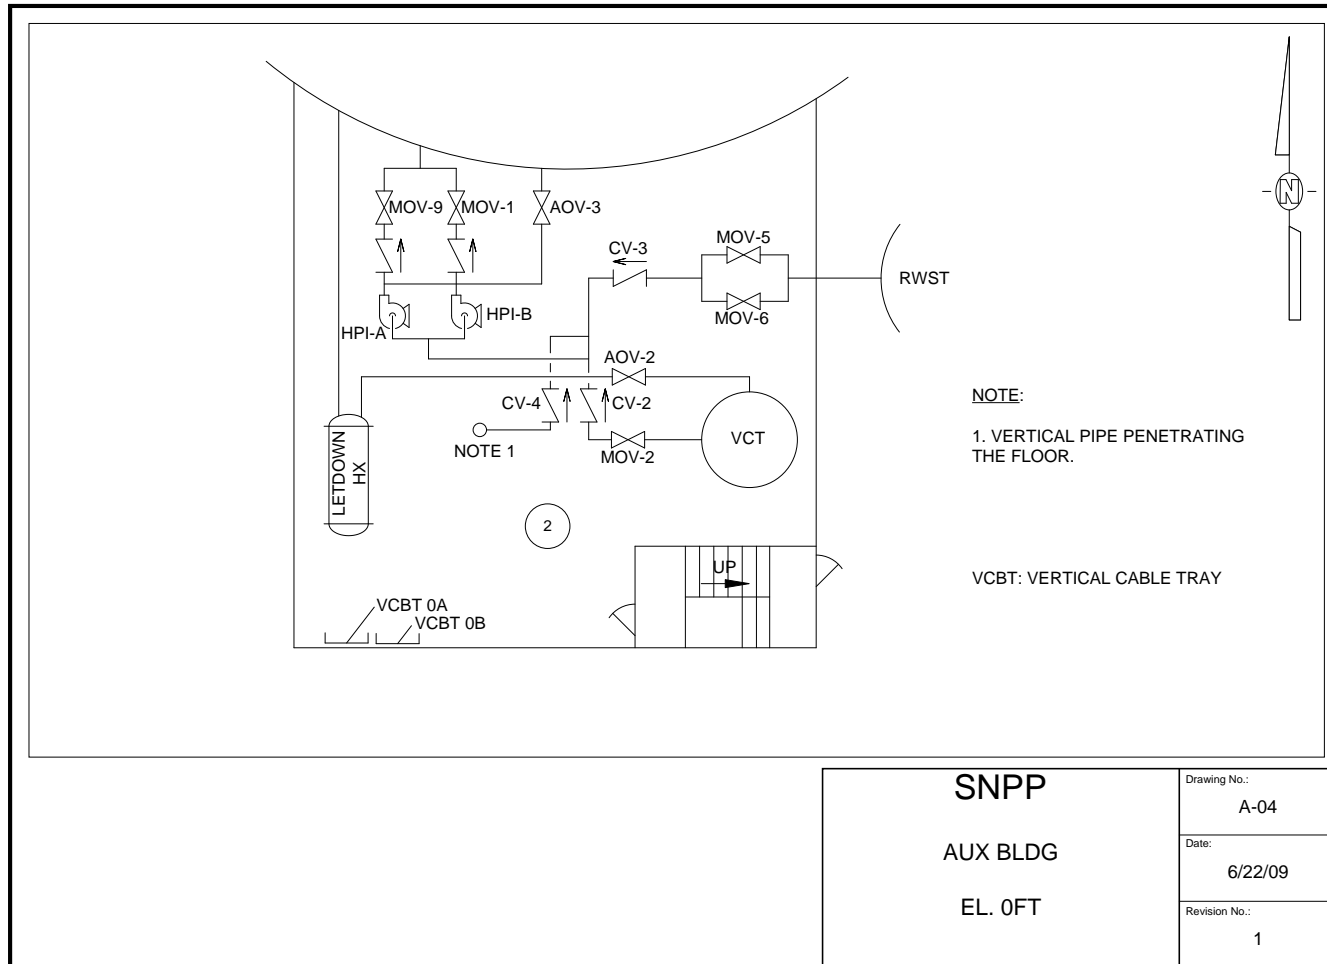 MOV-9
MOV-1
AOV-3
N
CV-3
MOV-5
RWST
MOV-6
HPI-A
HPI-B
AOV-2
CV-4
CV-2
NOTE 1
MOV-2
VCT
LETDOWN
HX
NOTE:
1. VERTICAL PIPE PENETRATING
THE FLOOR.
2
UP
VCBT: VERTICAL CABLE TRAY
VCBT 0A
VCBT 0B
SNPP
AUX BLDG
EL. 0FT
Drawing No.:
A-04
Date:
6/22/09
Revision No.:
1